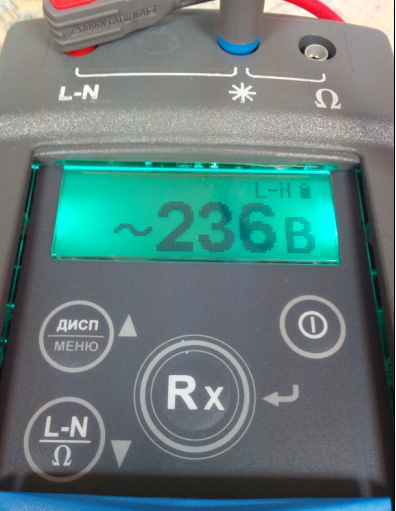 L-N Ω
L-N
~236 В
ДИСП
МЕНЮ
Rx
L-N
Ω